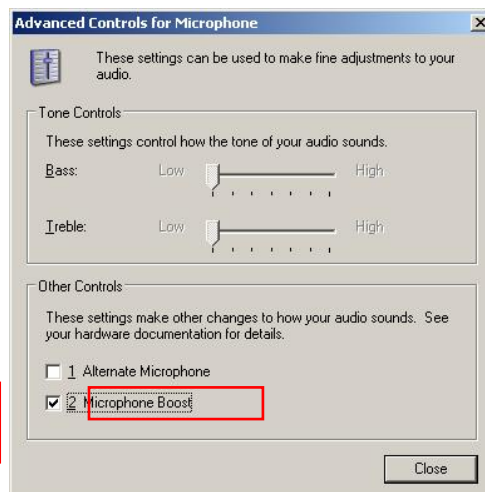 Advanced Controls for Microphone
These settings can be used to make fine adjustments to your
audio.
Tone Controls
These settings control how the tone of your audio sounds.
Bass: Low High
Treble: Low High
Other Controls
These settings make other changes to how your audio sounds. See
your hardware documentation for details.
1 Alternate Microphone
2 Microphone Boost
Close